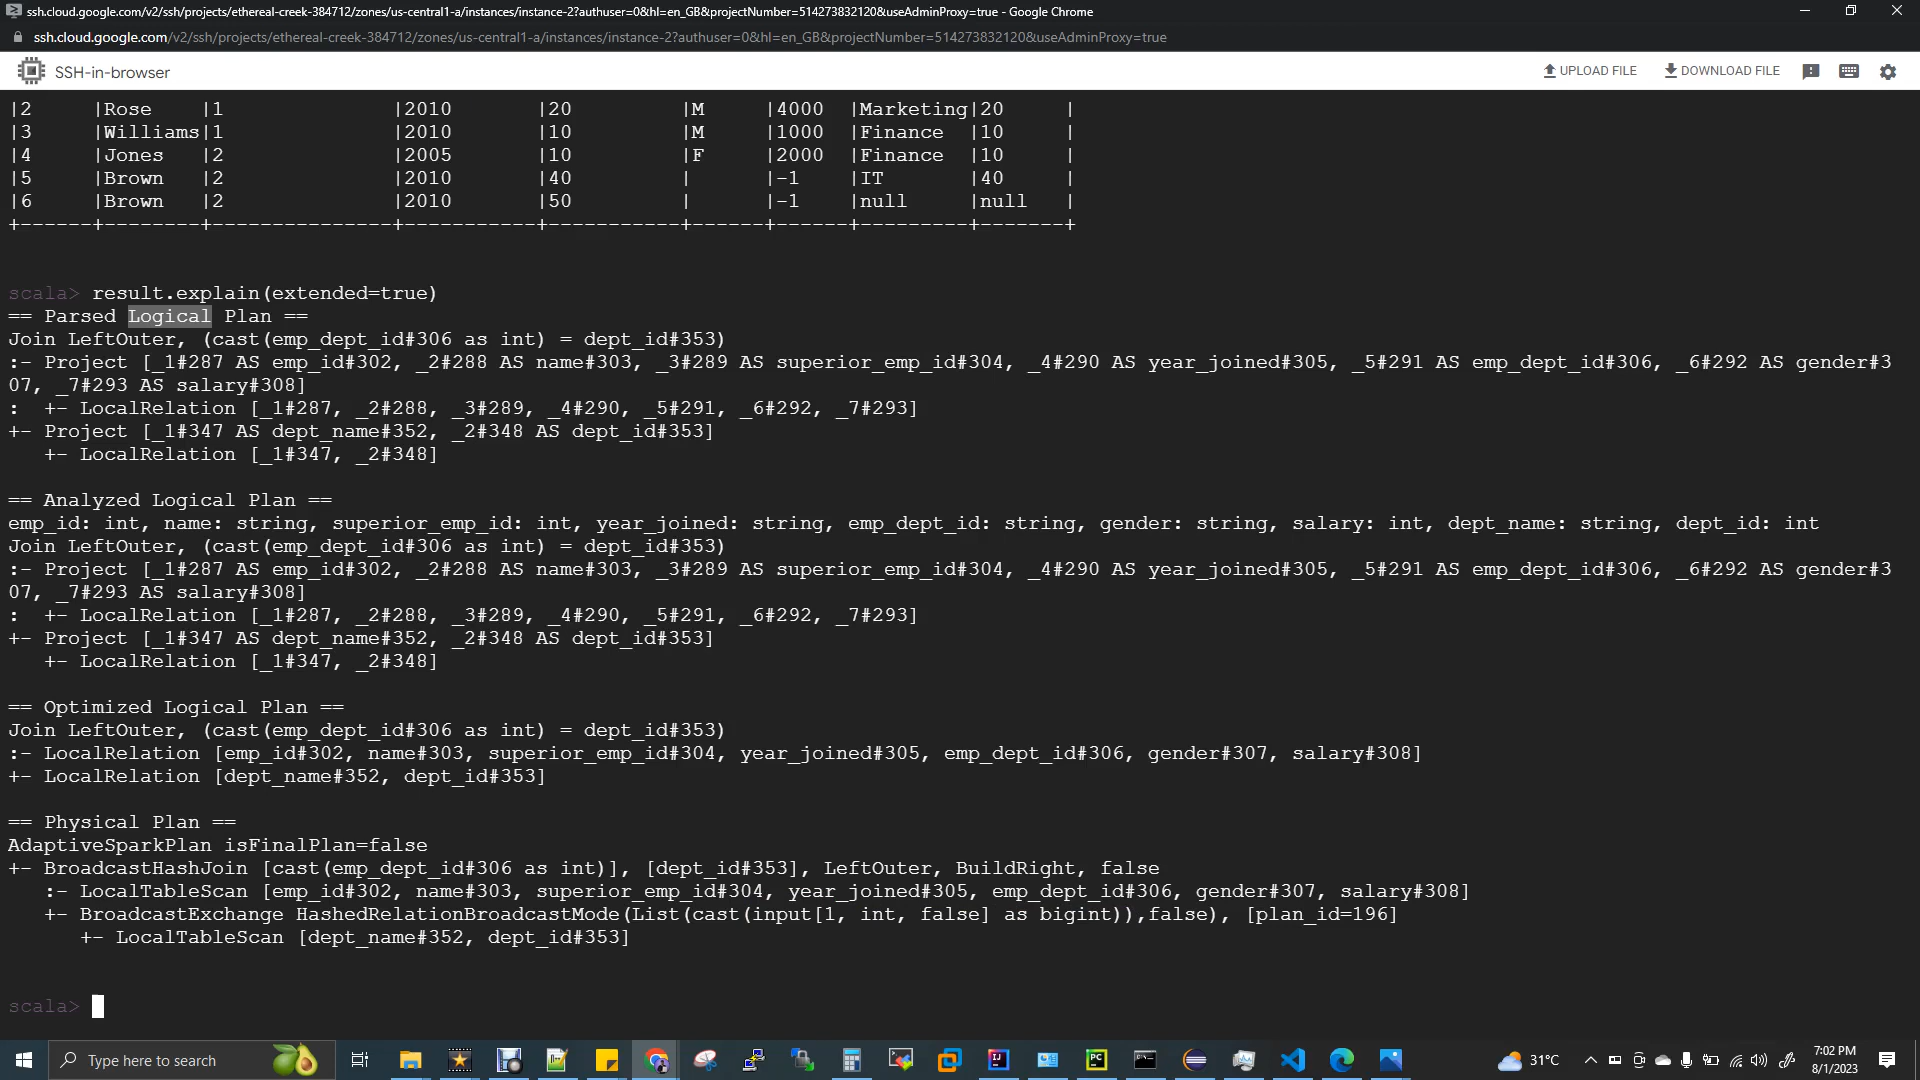 ssh.cloud.google.com/v2/ssh/projects/ethereal-creek-384712/zones/us-central1-a/instances/instance-2?authuser=0&hl=en_GB&projectNumber=514273832120&useAdminProxy=true - Google Chrome
ssh.cloud.google.com/v2/ssh/projects/ethereal-creek-384712/zones/us-central1-a/instances/instance-2?authuser=0&hl=en_GB&projectNumber=514273832120&useAdminProxy=true
SSH-in-browser UPLOAD FILE DOWNLOAD FILE
|2     |Rose    |1              |2010       |20         |M     |4000  |Marketing|20     |
|3     |Williams|1              |2010       |10         |M     |1000  |Finance  |10     |
|4     |Jones   |2              |2005       |10         |F     |2000  |Finance  |10     |
|5     |Brown   |2              |2010       |40         |      |-1    |IT       |40     |
|6     |Brown   |2              |2010       |50         |      |-1    |null     |null   |
+------+--------+---------------+-----------+-----------+------+------+---------+-------+
scala> result.explain(extended=true)
== Parsed Logical Plan ==
Join LeftOuter, (cast(emp_dept_id#306 as int) = dept_id#353)
:- Project [_1#287 AS emp_id#302, _2#288 AS name#303, _3#289 AS superior_emp_id#304, _4#290 AS year_joined#305, _5#291 AS emp_dept_id#306, _6#292 AS gender#3
07, _7#293 AS salary#308]
:  +- LocalRelation [_1#287, _2#288, _3#289, _4#290, _5#291, _6#292, _7#293]
+- Project [_1#347 AS dept_name#352, _2#348 AS dept_id#353]
   +- LocalRelation [_1#347, _2#348]
== Analyzed Logical Plan ==
emp_id: int, name: string, superior_emp_id: int, year_joined: string, emp_dept_id: string, gender: string, salary: int, dept_name: string, dept_id: int
Join LeftOuter, (cast(emp_dept_id#306 as int) = dept_id#353)
:- Project [_1#287 AS emp_id#302, _2#288 AS name#303, _3#289 AS superior_emp_id#304, _4#290 AS year_joined#305, _5#291 AS emp_dept_id#306, _6#292 AS gender#3
07, _7#293 AS salary#308]
:  +- LocalRelation [_1#287, _2#288, _3#289, _4#290, _5#291, _6#292, _7#293]
+- Project [_1#347 AS dept_name#352, _2#348 AS dept_id#353]
   +- LocalRelation [_1#347, _2#348]
== Optimized Logical Plan ==
Join LeftOuter, (cast(emp_dept_id#306 as int) = dept_id#353)
:- LocalRelation [emp_id#302, name#303, superior_emp_id#304, year_joined#305, emp_dept_id#306, gender#307, salary#308]
+- LocalRelation [dept_name#352, dept_id#353]
== Physical Plan ==
AdaptiveSparkPlan isFinalPlan=false
+- BroadcastHashJoin [cast(emp_dept_id#306 as int)], [dept_id#353], LeftOuter, BuildRight, false
   :- LocalTableScan [emp_id#302, name#303, superior_emp_id#304, year_joined#305, emp_dept_id#306, gender#307, salary#308]
   +- BroadcastExchange HashedRelationBroadcastMode(List(cast(input[1, int, false] as bigint)),false), [plan_id=196]
      +- LocalTableScan [dept_name#352, dept_id#353]
scala>
Type here to search
31°C
7:02 PM
8/1/2023